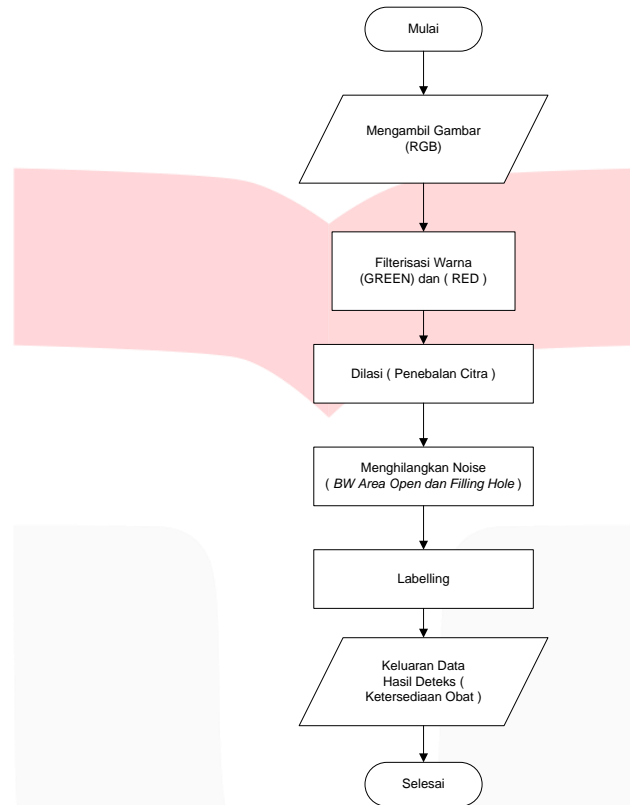 Mulai
Mengambil Gambar
(RGB)
Filterisasi Warna
(GREEN) dan ( RED )
Dilasi ( Penebalan Citra )
Menghilangkan Noise
( BW Area Open dan Filling Hole )
Labelling
Keluaran Data
Hasil Deteks (
Ketersediaan Obat )
Selesai